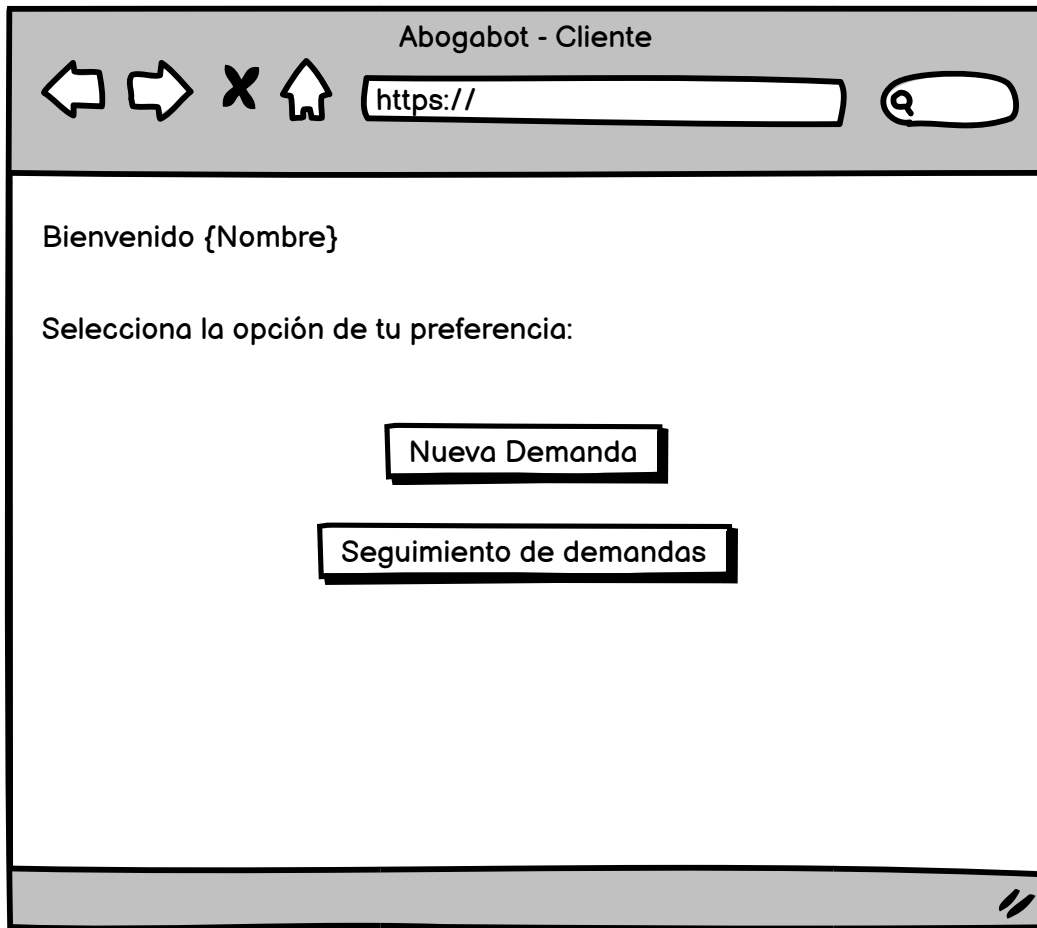 Abogabot - Cliente
https://
Bienvenido {Nombre}
Selecciona la opción de tu preferencia:
Nueva Demanda
Seguimiento de demandas